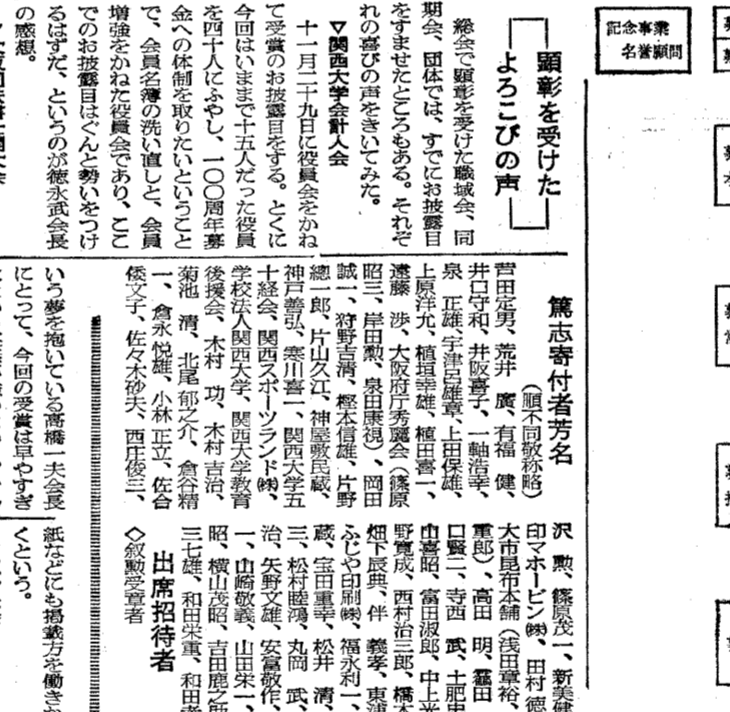 記念事業
名誉顧問
顕彰を受けた
よろこびの声
総会で顕彰を受けた職域会、同
期会、団体では、すでにお披露目
をすませたところもある。それぞ
れの喜びの声をきいてみた。
▽関西大学会計人会
十一月二十九日に役員会をかね
て受賞のお披露目をする。とくに
今回はいままで十五人だった役員
を四十人にふやし、一〇〇周年募
金への体制を取りたいということ
で、会員名簿の洗い直しと、会員
増強をかねた役員会であり、ここ
でのお披露目はぐんと勢いをつけ
るはずだ、というのが徳永武会長
の感想。
篤志寄付者芳名
(順不同敬称略)
芦田定男、荒井 廣、有福 健、
井口守和、井阪喜子、一軸浩幸、
泉 正雄、宇津呂雄章、上田保雄、
上原洋允、植垣幸雄、植田喜一、
遠藤 渉、大阪府庁秀麗会(篠原
昭三、岸田勲、泉田康視)、岡田
誠一、狩野吉清、樫本信雄、片野
總一郎、片山久江、神屋敷民蔵、
神戸善弘、寒川喜一、関西大学五
十経会、関西スポーツランド㈱、
学校法人関西大学、関西大学教育
後援会、木村 功、木村吉治、
菊池 清、北尾郁之介、倉谷精
一、倉永悦雄、小林正立、佐合
倭文子、佐々木砂夫、西庄俊三、
沢 勲、篠原茂一、新美健
印マホービン㈱、田村徳
大市昆布本舗(浅田章裕、
重郎)、高田 明、靍田
口賢二、寺西 武、土肥
山喜昭、富田淑郎、中上
野寛成、西村治三郎、橋本
畑下辰典、伴 義孝、東浦
ふじや印刷㈱、福永利一、
蔵、宝田重幸、松井 清、
三、松村睦鴻、丸岡 武、
治、矢野文雄、安富敬作、
一、山崎敬義、山田栄一、
昭、横山茂昭、吉田鹿之助
三七雄、和田栄重、和田孝
出席招待者
◇叙勲受章者
いう夢を抱いている高橋一夫会長
にとって、今回の受賞は早やすぎ
紙などにも掲載方を働きか
くという。